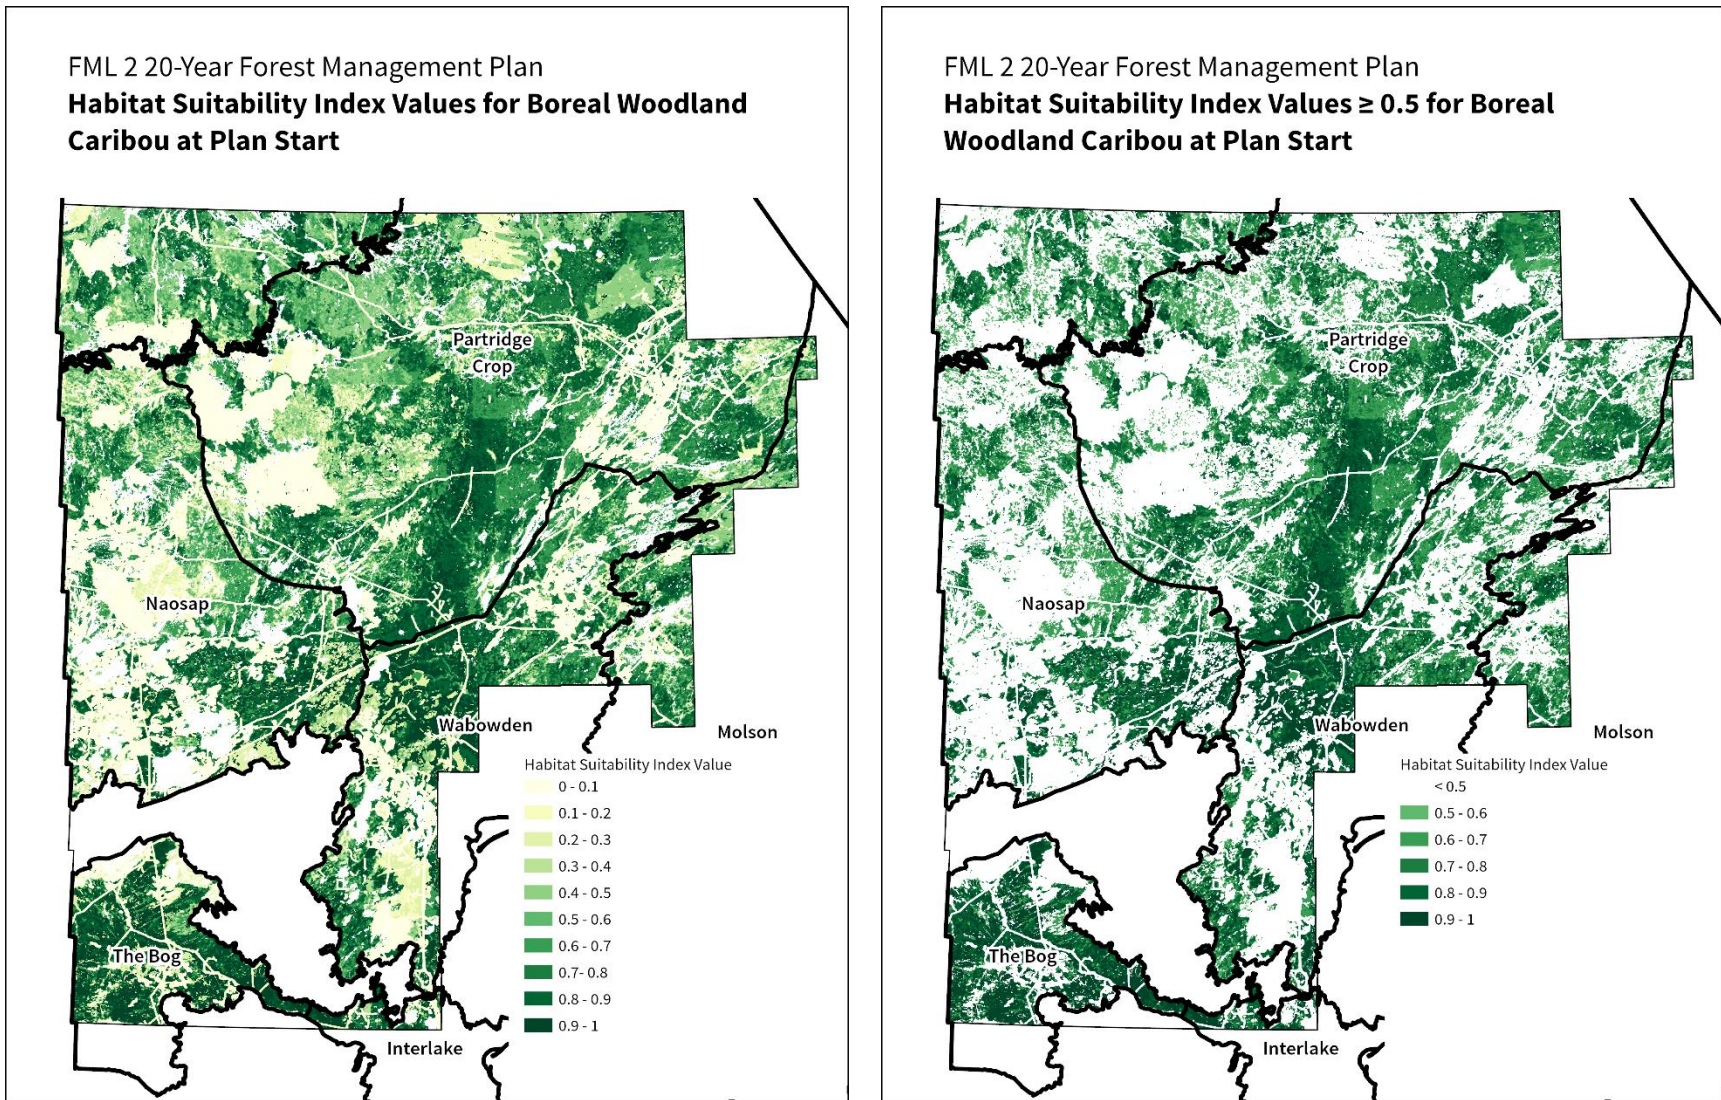 FML 2 20-Year Forest Management Plan
Habitat Suitability Index Values for Boreal Woodland
Caribou at Plan Start
Partridge
Crop
Naosap
Wabowden
Molson
Habitat Suitability Index Value
0 - 0.1
0.1 - 0.2
0.2 - 0.3
0.3 - 0.4
0.4 - 0.5
0.5 - 0.6
0.6 - 0.7
0.7- 0.8
0.8 - 0.9
0.9 - 1
The Bog
Interlake
FML 2 20-Year Forest Management Plan
Habitat Suitability Index Values ≥ 0.5 for Boreal
Woodland Caribou at Plan Start
Partridge
Crop
Naosap
Wabowden
Molson
Habitat Suitability Index Value
< 0.5
0.5 - 0.6
0.6 - 0.7
0.7 - 0.8
0.8 - 0.9
0.9 - 1
The Bog
Interlake